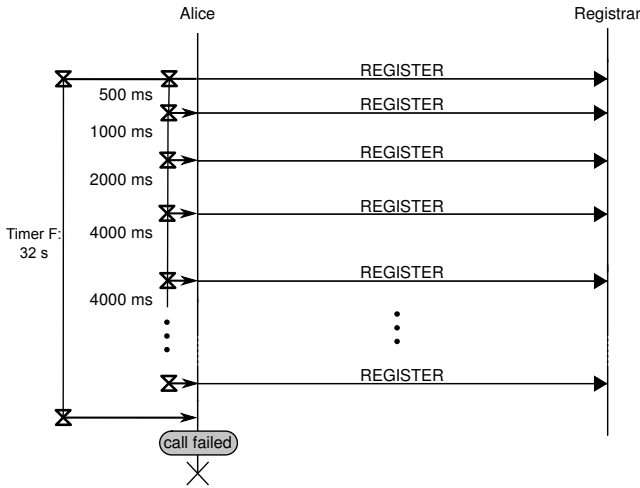 Alice
Registrar
REGISTER
500 ms
REGISTER
1000 ms
REGISTER
2000 ms
REGISTER
Timer F:
32 s
4000 ms
REGISTER
4000 ms
REGISTER
call failed